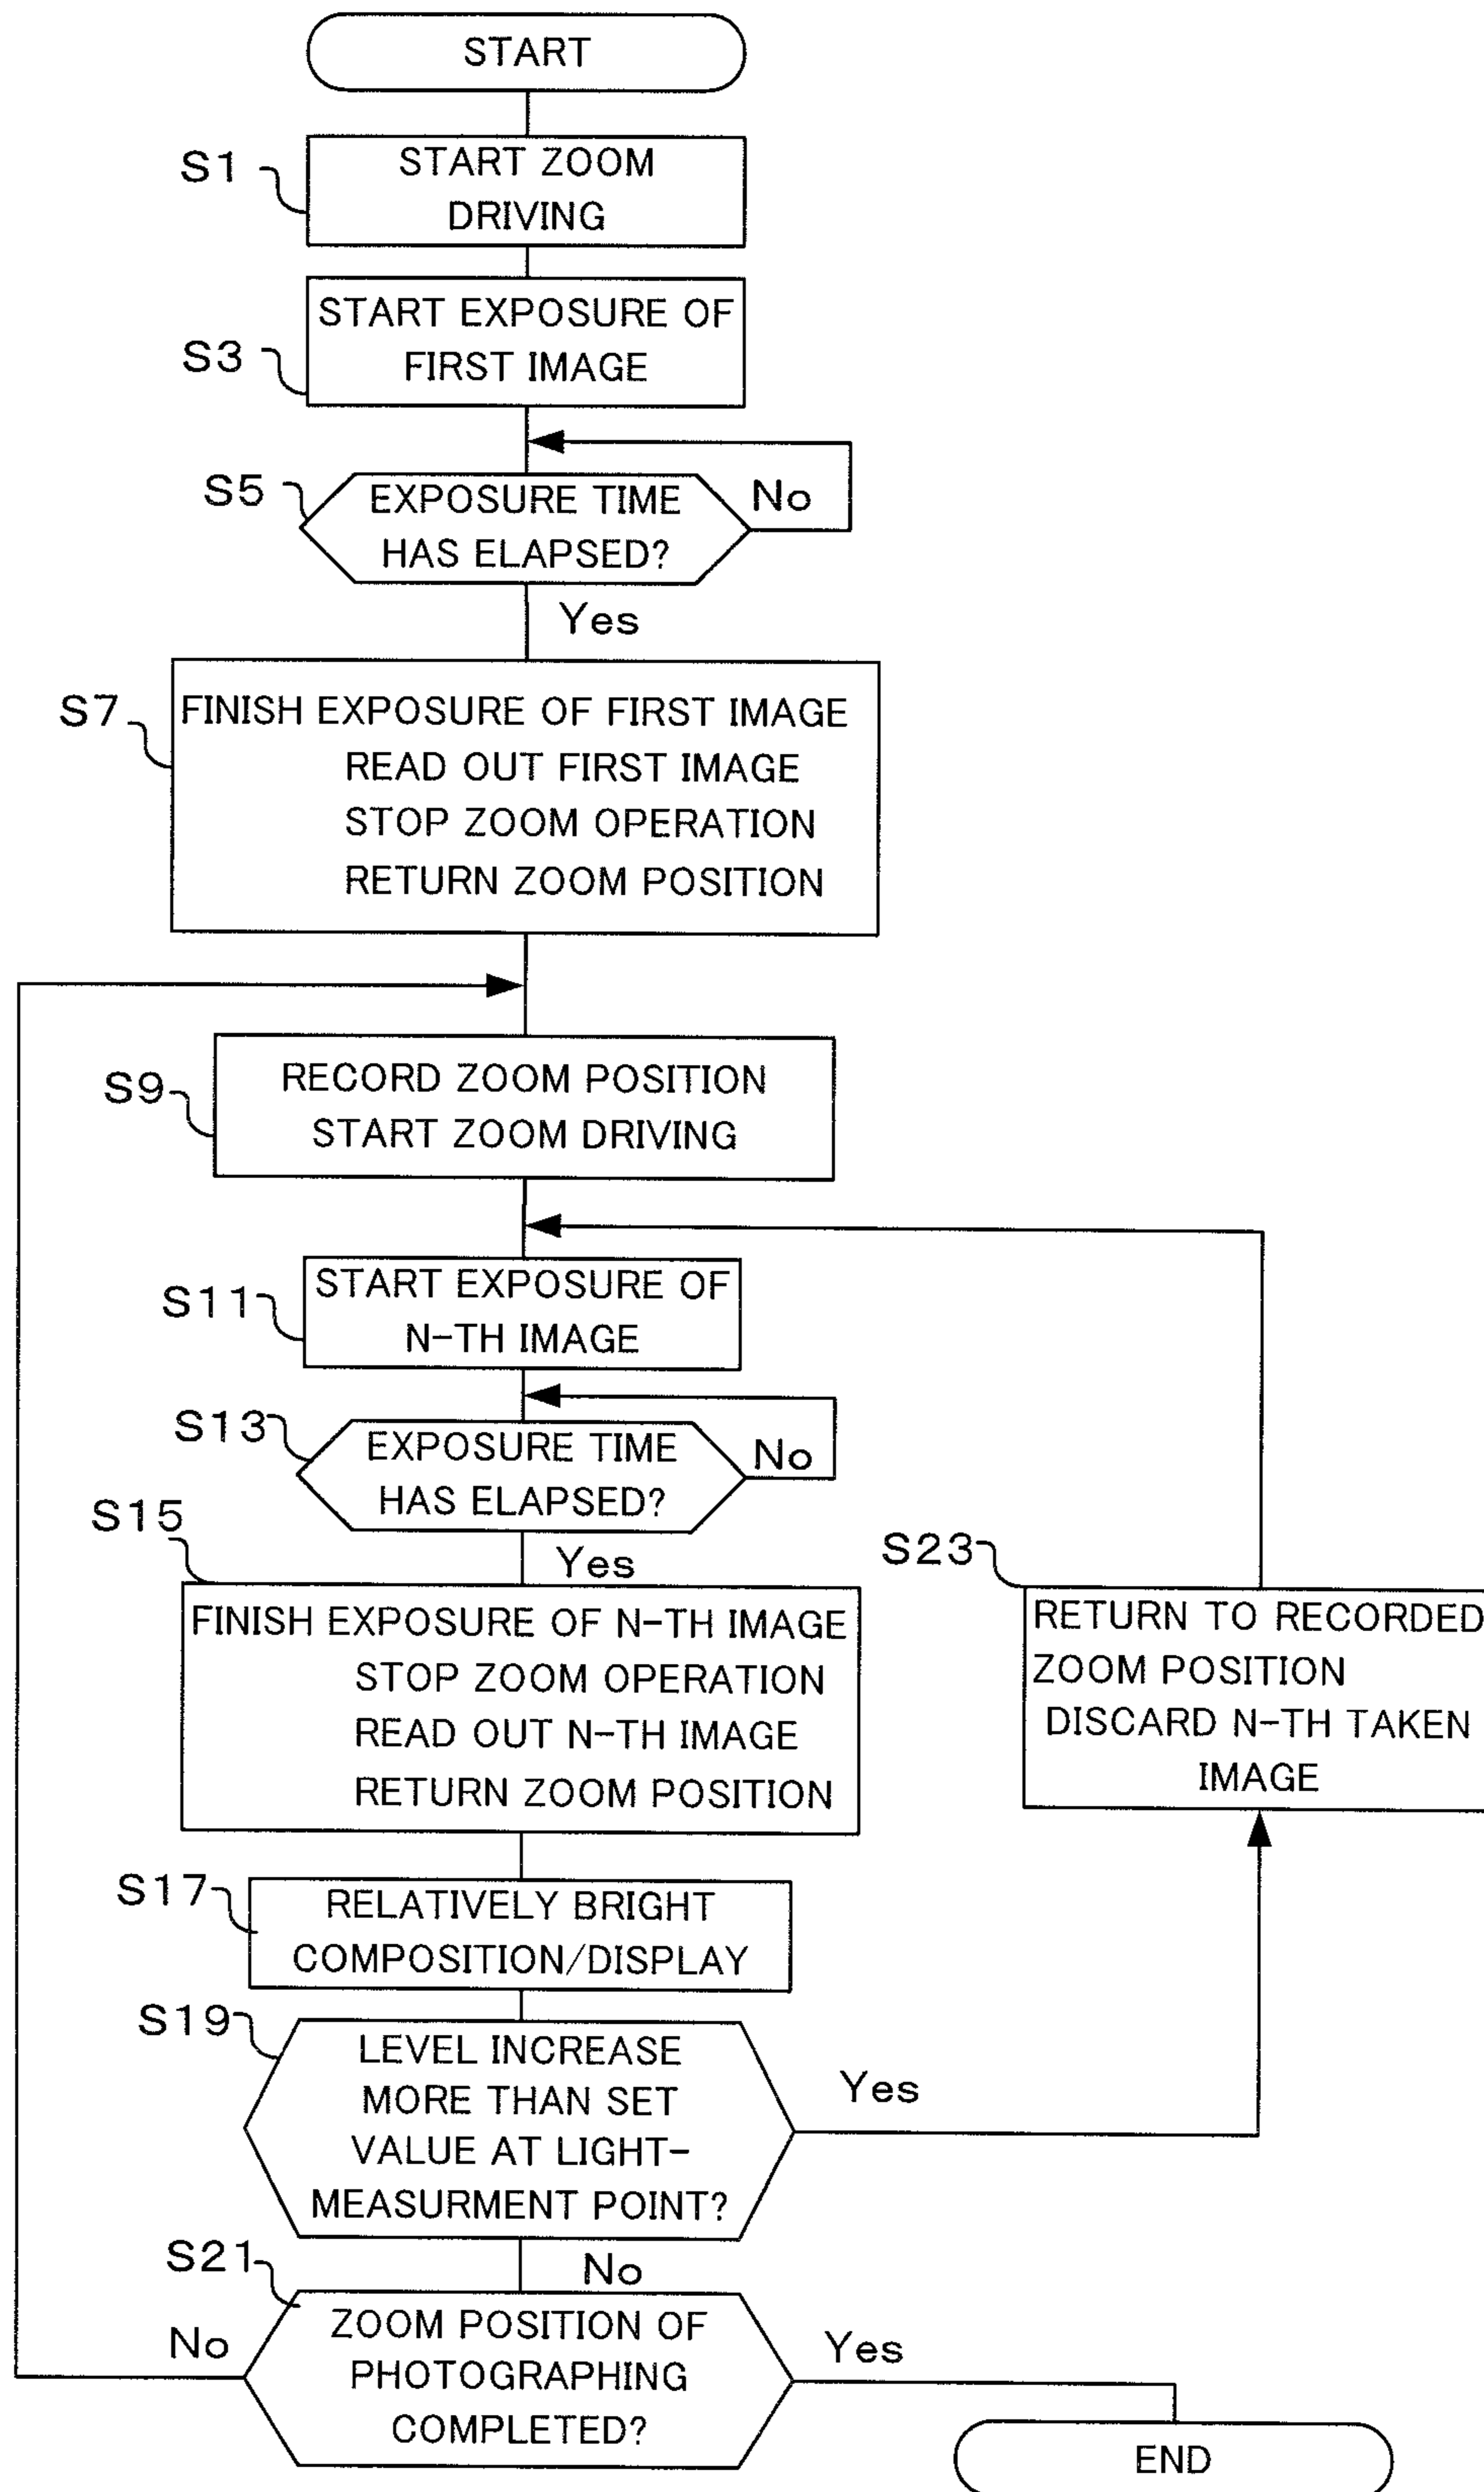 START
S1
START ZOOM
DRIVING
S3
START EXPOSURE OF
FIRST IMAGE
S5
EXPOSURE TIME
HAS ELAPSED?
No
Yes
S7
FINISH EXPOSURE OF FIRST IMAGE
READ OUT FIRST IMAGE
STOP ZOOM OPERATION
RETURN ZOOM POSITION
S9
RECORD ZOOM POSITION
START ZOOM DRIVING
S11
START EXPOSURE OF
N-TH IMAGE
S13
EXPOSURE TIME
HAS ELAPSED?
No
Yes
S15
FINISH EXPOSURE OF N-TH IMAGE
STOP ZOOM OPERATION
READ OUT N-TH IMAGE
RETURN ZOOM POSITION
S23
RETURN TO RECORDED
ZOOM POSITION
DISCARD N-TH TAKEN
IMAGE
S17
RELATIVELY BRIGHT
COMPOSITION/DISPLAY
S19
LEVEL INCREASE
MORE THAN SET
VALUE AT LIGHT-
MEASURMENT POINT?
Yes
No
S21
ZOOM POSITION OF
PHOTOGRAPHING
COMPLETED?
No
Yes
END